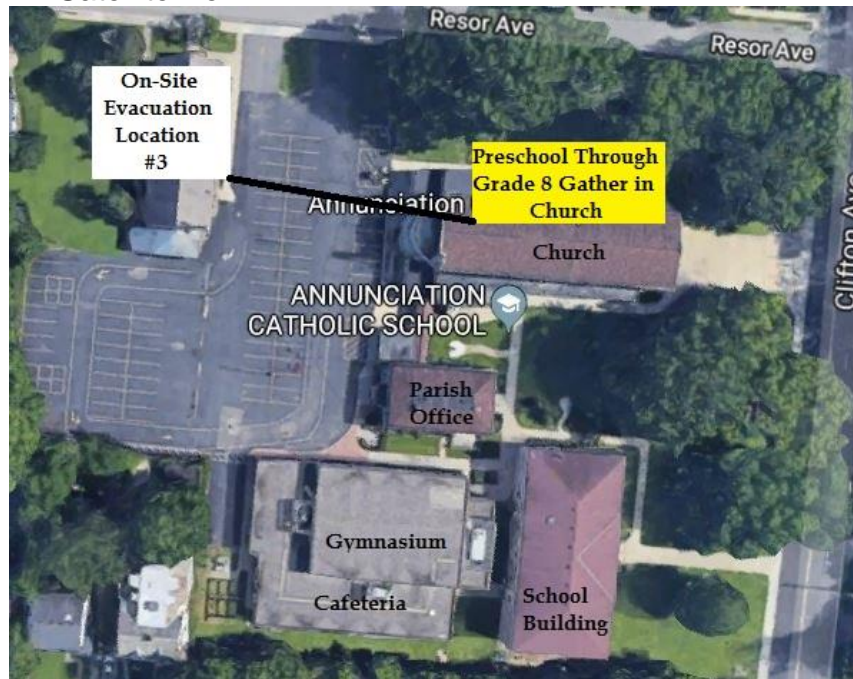 Resor Ave
Resor Ave
On-Site
Evacuation
Location
#3
Preschool Through
Grade 8 Gather in
Church
Annunciation
Church
Clifton Ave
ANNUNCIATION
CATHOLIC SCHOOL
Parish
Office
Gymnasium
Cafeteria
School
Building